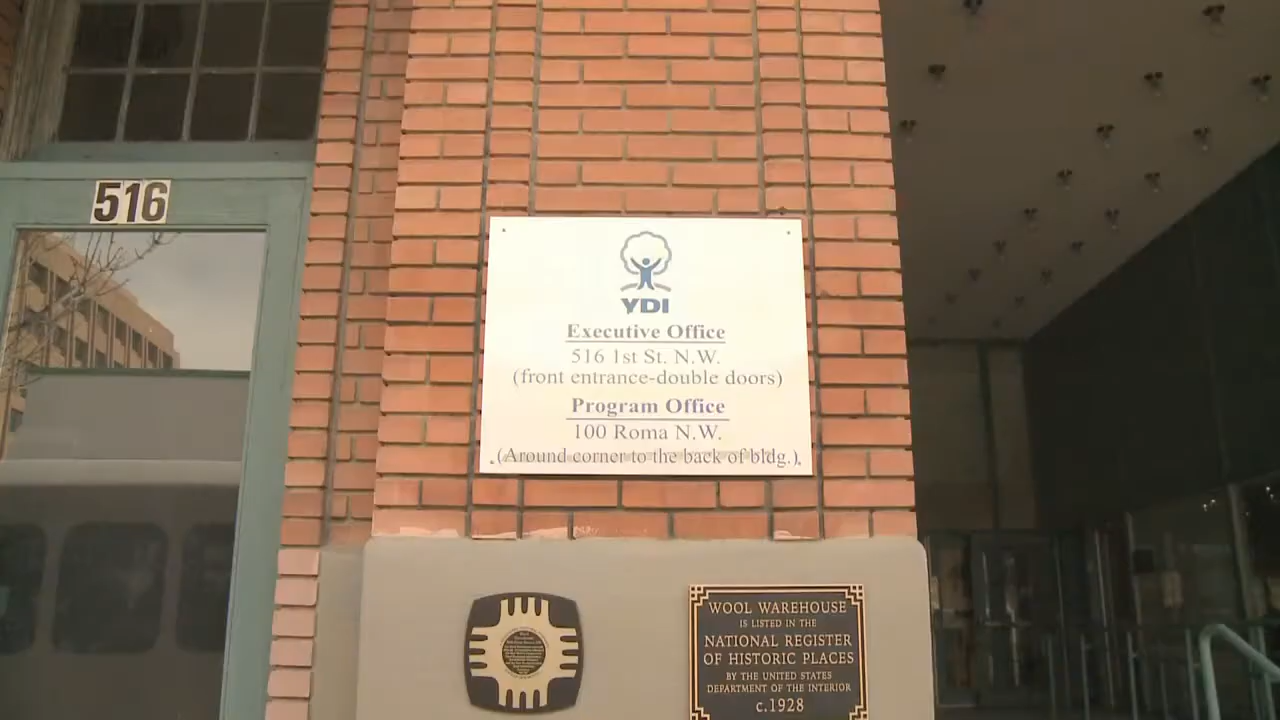 516
YDI
Executive Office
516 1st St. N.W.
(front entrance-double doors)
Program Office
100 Roma N.W.
(Around corner to the back of bldg.)
WOOL WAREHOUSE
IS LISTED IN THE
NATIONAL REGISTER
OF HISTORIC PLACES
BY THE UNITED STATES
DEPARTMENT OF THE INTERIOR
c.1928